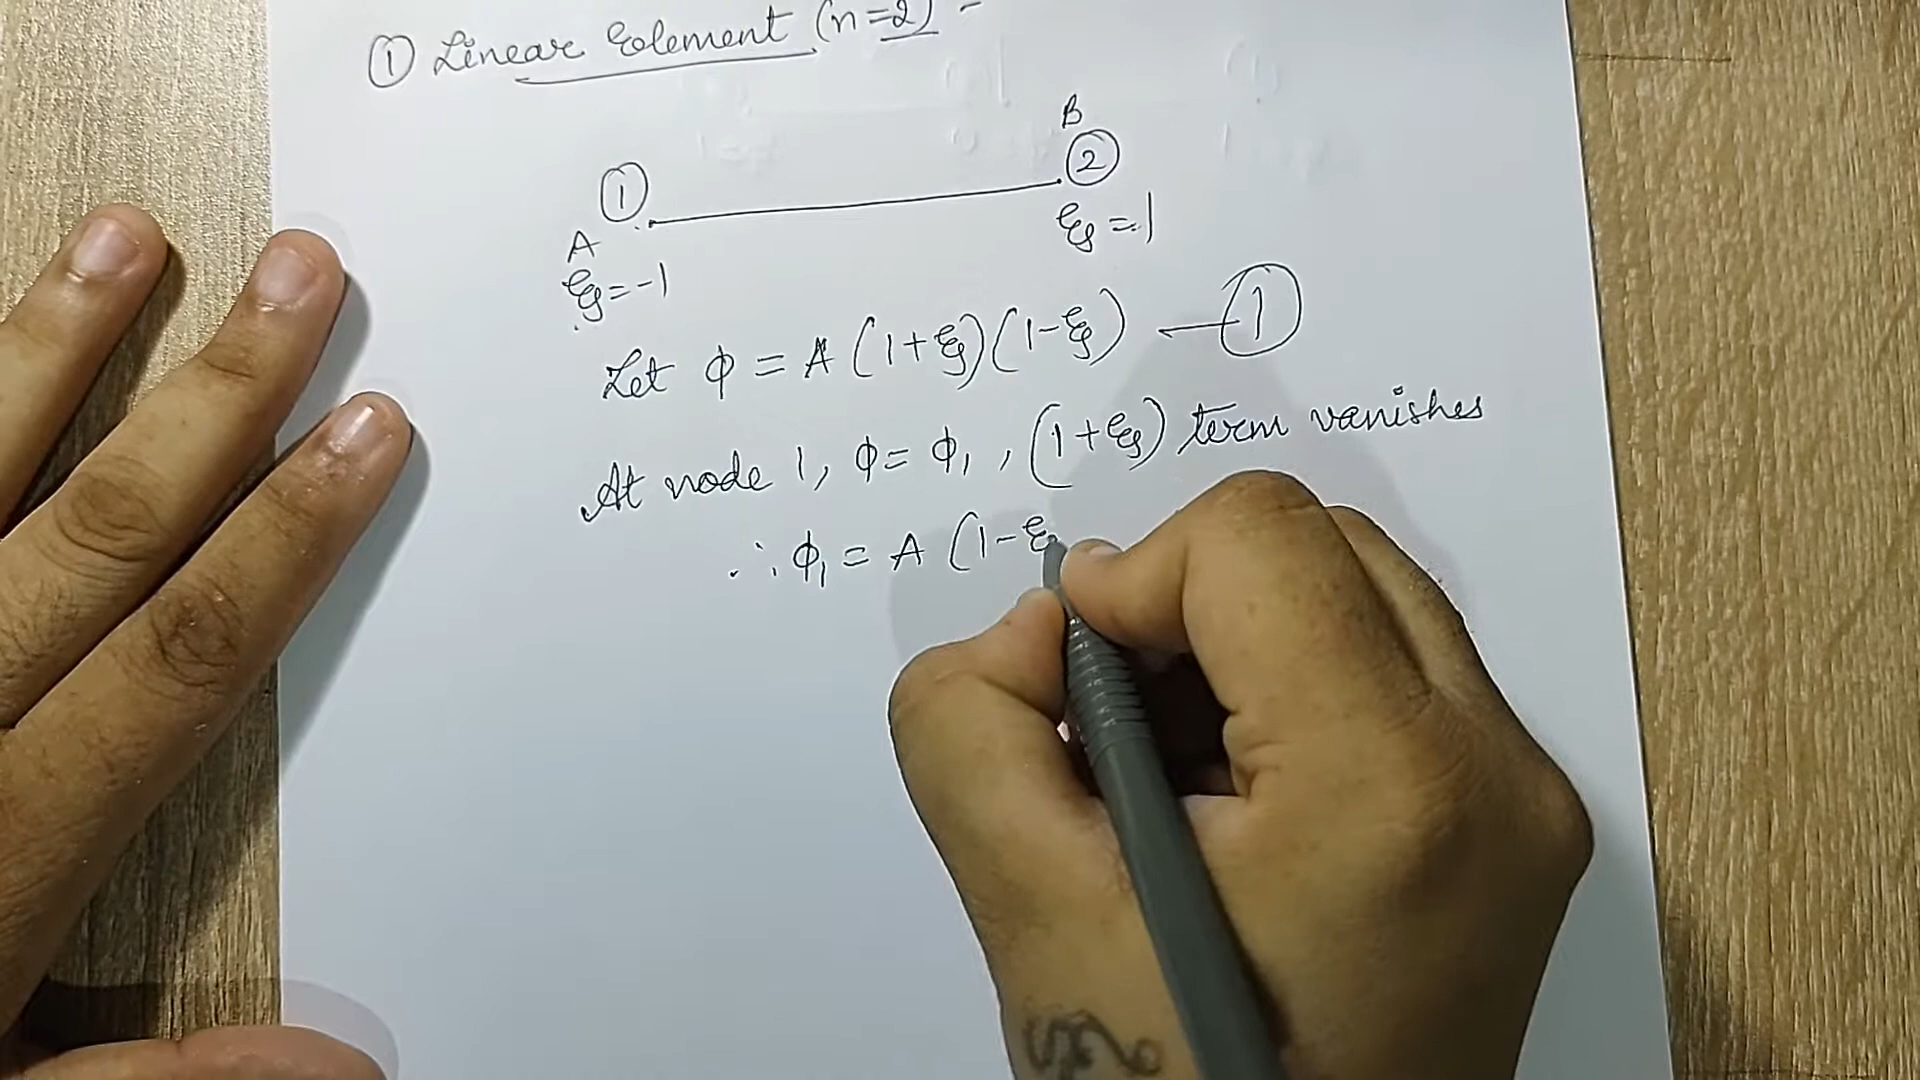 ① Linear Element (n=2) -
B
① ②
A
ξ=-1 ξ=1
Let ϕ = A (1+ξ)(1-ξ) — ①
At node 1, ϕ = ϕ₁ , (1+ξ) term vanishes
∴ ϕ₁ = A (1-ξ